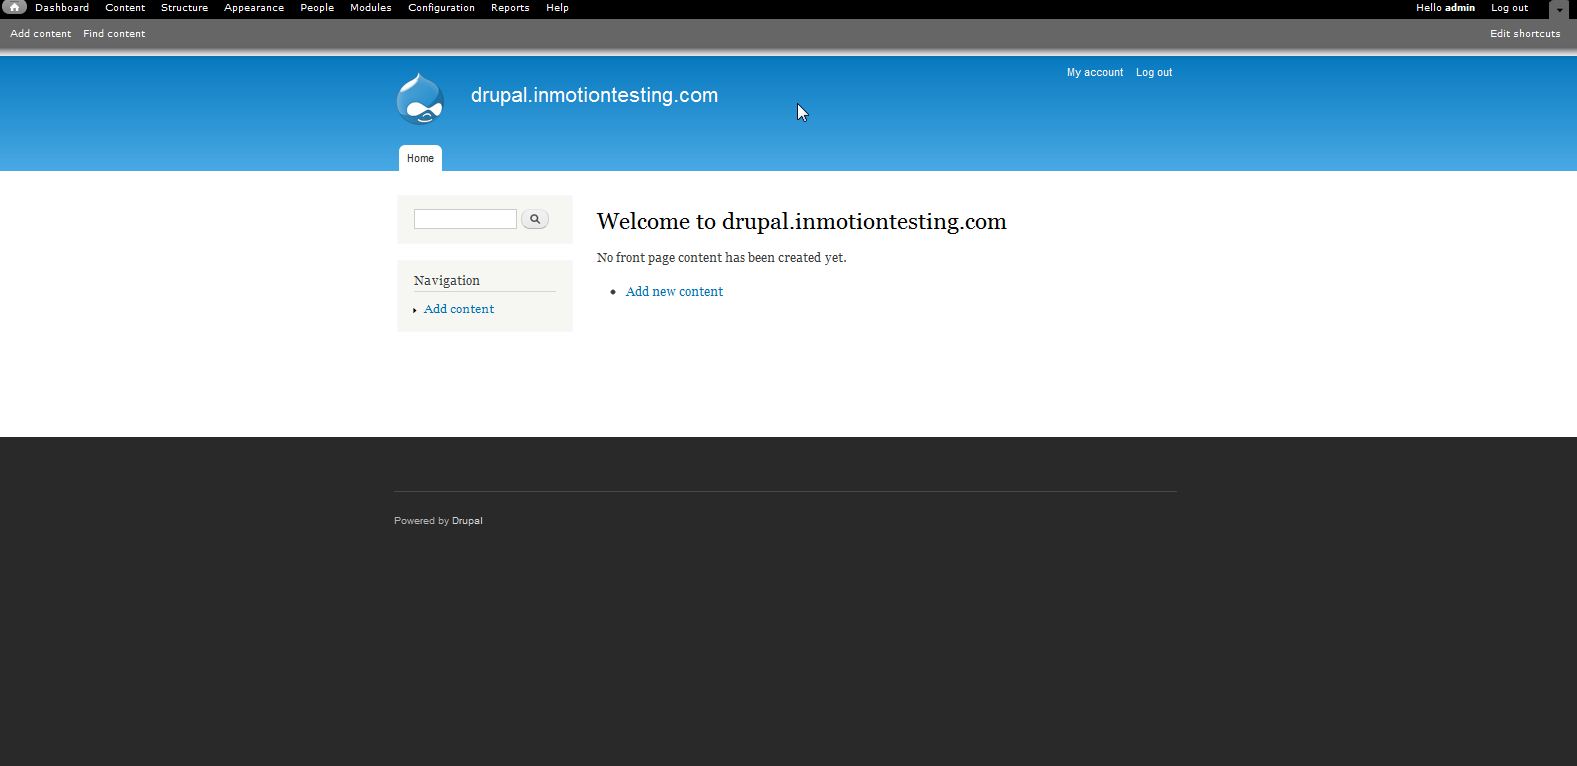 Dashboard Content Structure Appearance People Modules Configuration Reports Help Hello admin Log out
Add content Find content Edit shortcuts
My account Log out
drupal.inmotiontesting.com
Home
Welcome to drupal.inmotiontesting.com
No front page content has been created yet.
Navigation
Add new content
Add content
Powered by Drupal